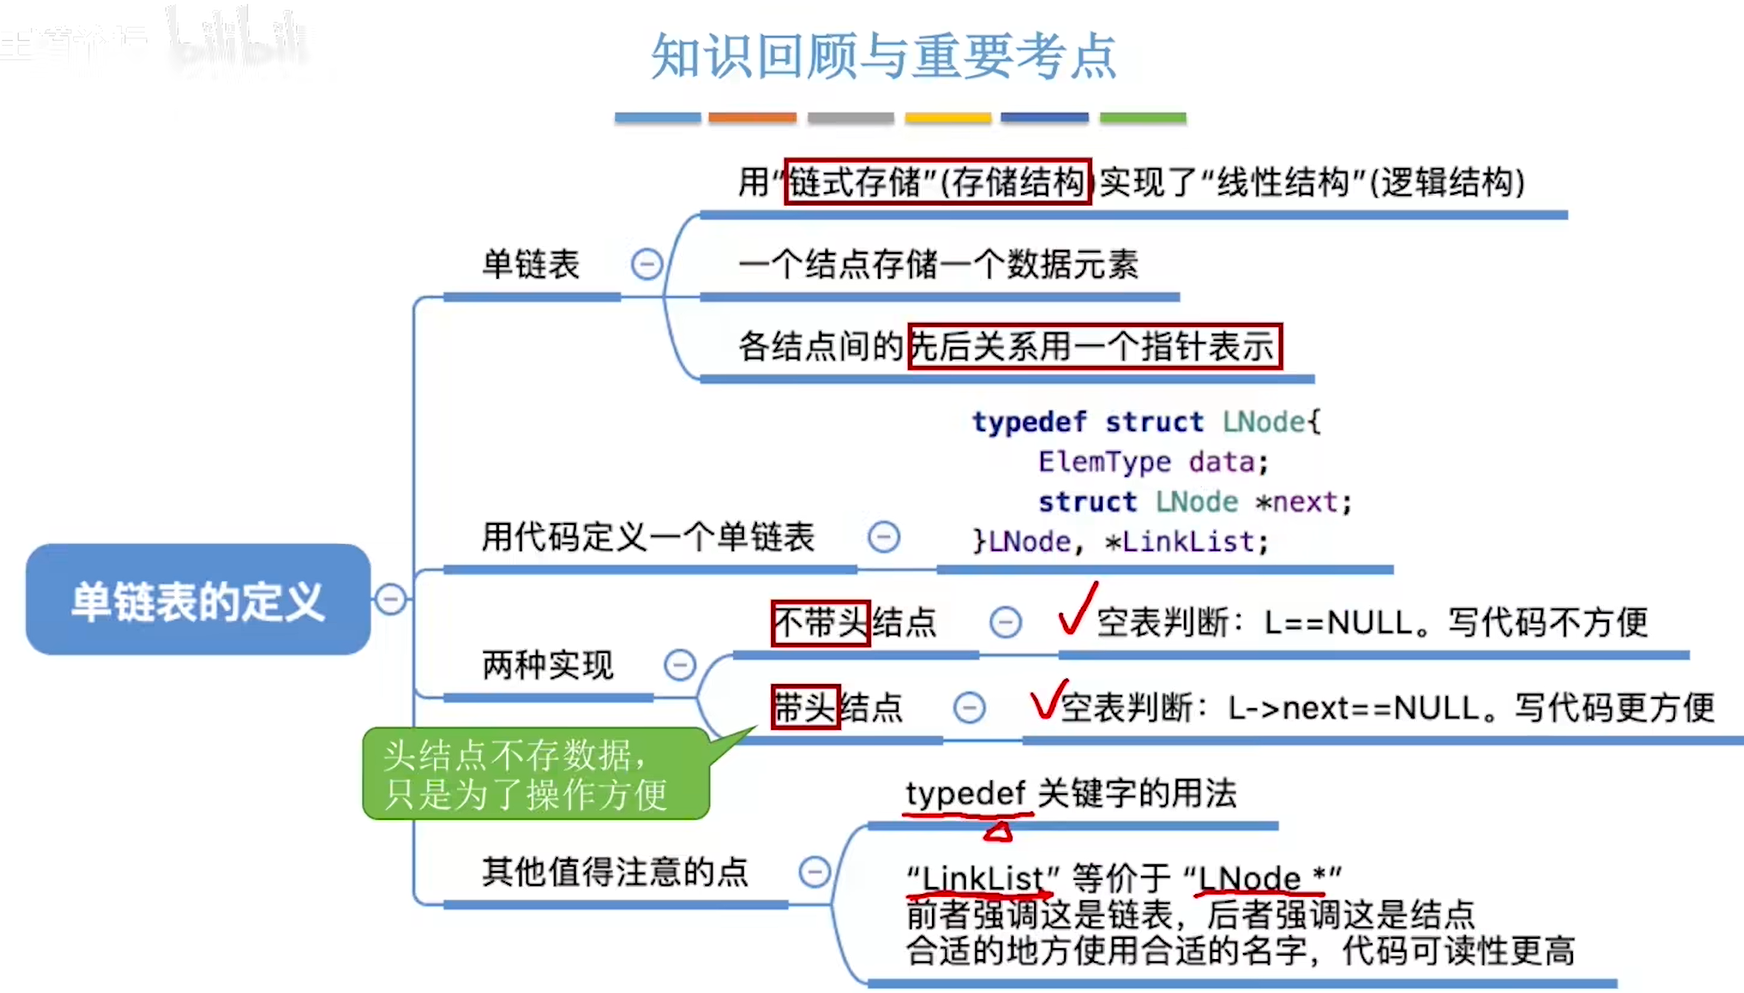 bilibili
知识回顾与重要考点
用“链式存储”(存储结构)实现了“线性结构”(逻辑结构)
单链表
一个结点存储一个数据元素
各结点间的先后关系用一个指针表示
typedef struct LNode{
ElemType data;
struct LNode *next;
}LNode, *LinkList;
用代码定义一个单链表
单链表的定义
不带头结点
空表判断：L==NULL。写代码不方便
两种实现
带头结点
空表判断：L->next==NULL。写代码更方便
头结点不存数据，
只是为了操作方便
typedef 关键字的用法
其他值得注意的点
“LinkList” 等价于 “LNode *”
前者强调这是链表，后者强调这是结点
合适的地方使用合适的名字，代码可读性更高